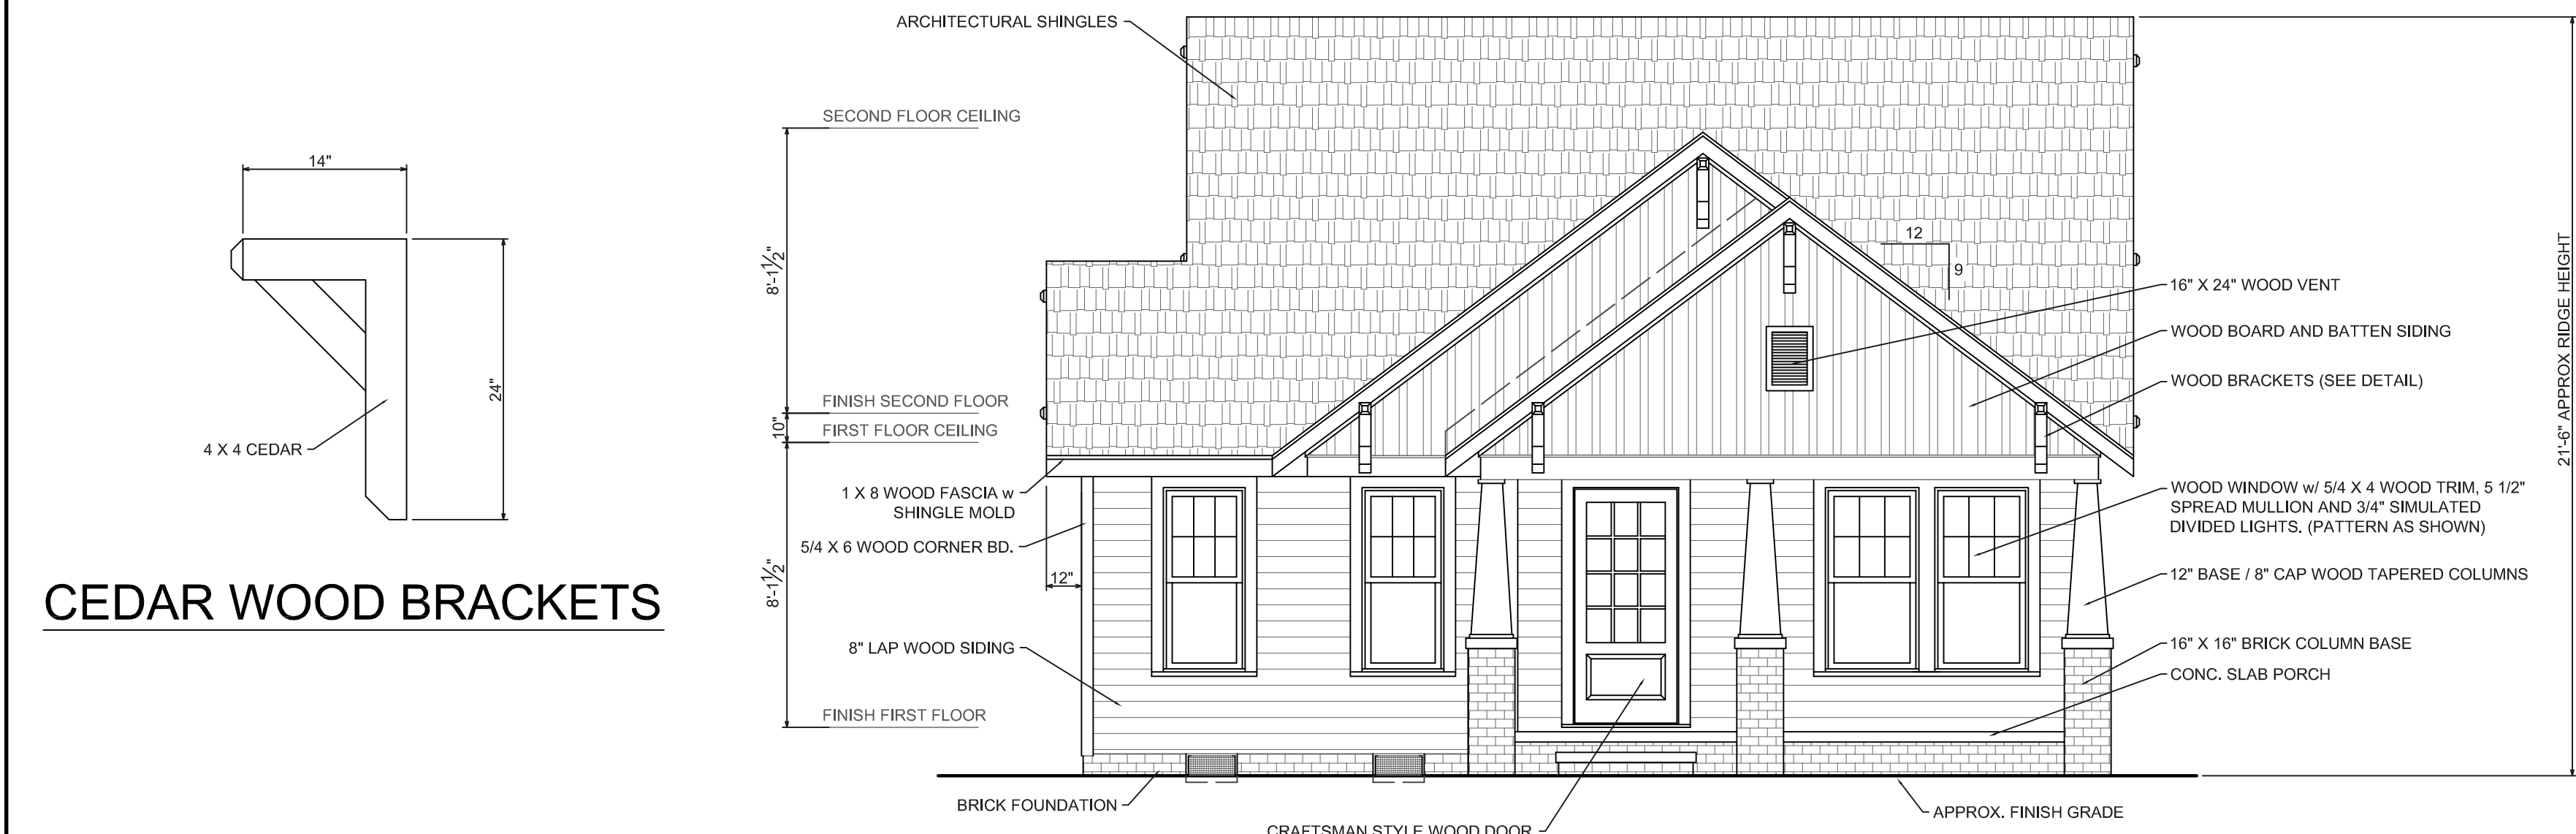 14"
24"
4 X 4 CEDAR
CEDAR WOOD BRACKETS
ARCHITECTURAL SHINGLES
SECOND FLOOR CEILING
8'-1 1/2"
FINISH SECOND FLOOR
10"
FIRST FLOOR CEILING
1 X 8 WOOD FASCIA w
SHINGLE MOLD
5/4 X 6 WOOD CORNER BD.
12"
8'-1 1/2"
8" LAP WOOD SIDING
FINISH FIRST FLOOR
BRICK FOUNDATION
CRAFTSMAN STYLE WOOD DOOR
12
9
16" X 24" WOOD VENT
WOOD BOARD AND BATTEN SIDING
WOOD BRACKETS (SEE DETAIL)
WOOD WINDOW w/ 5/4 X 4 WOOD TRIM, 5 1/2"
SPREAD MULLION AND 3/4" SIMULATED
DIVIDED LIGHTS. (PATTERN AS SHOWN)
12" BASE / 8" CAP WOOD TAPERED COLUMNS
16" X 16" BRICK COLUMN BASE
CONC. SLAB PORCH
APPROX. FINISH GRADE
21'-6" APPROX RIDGE HEIGHT